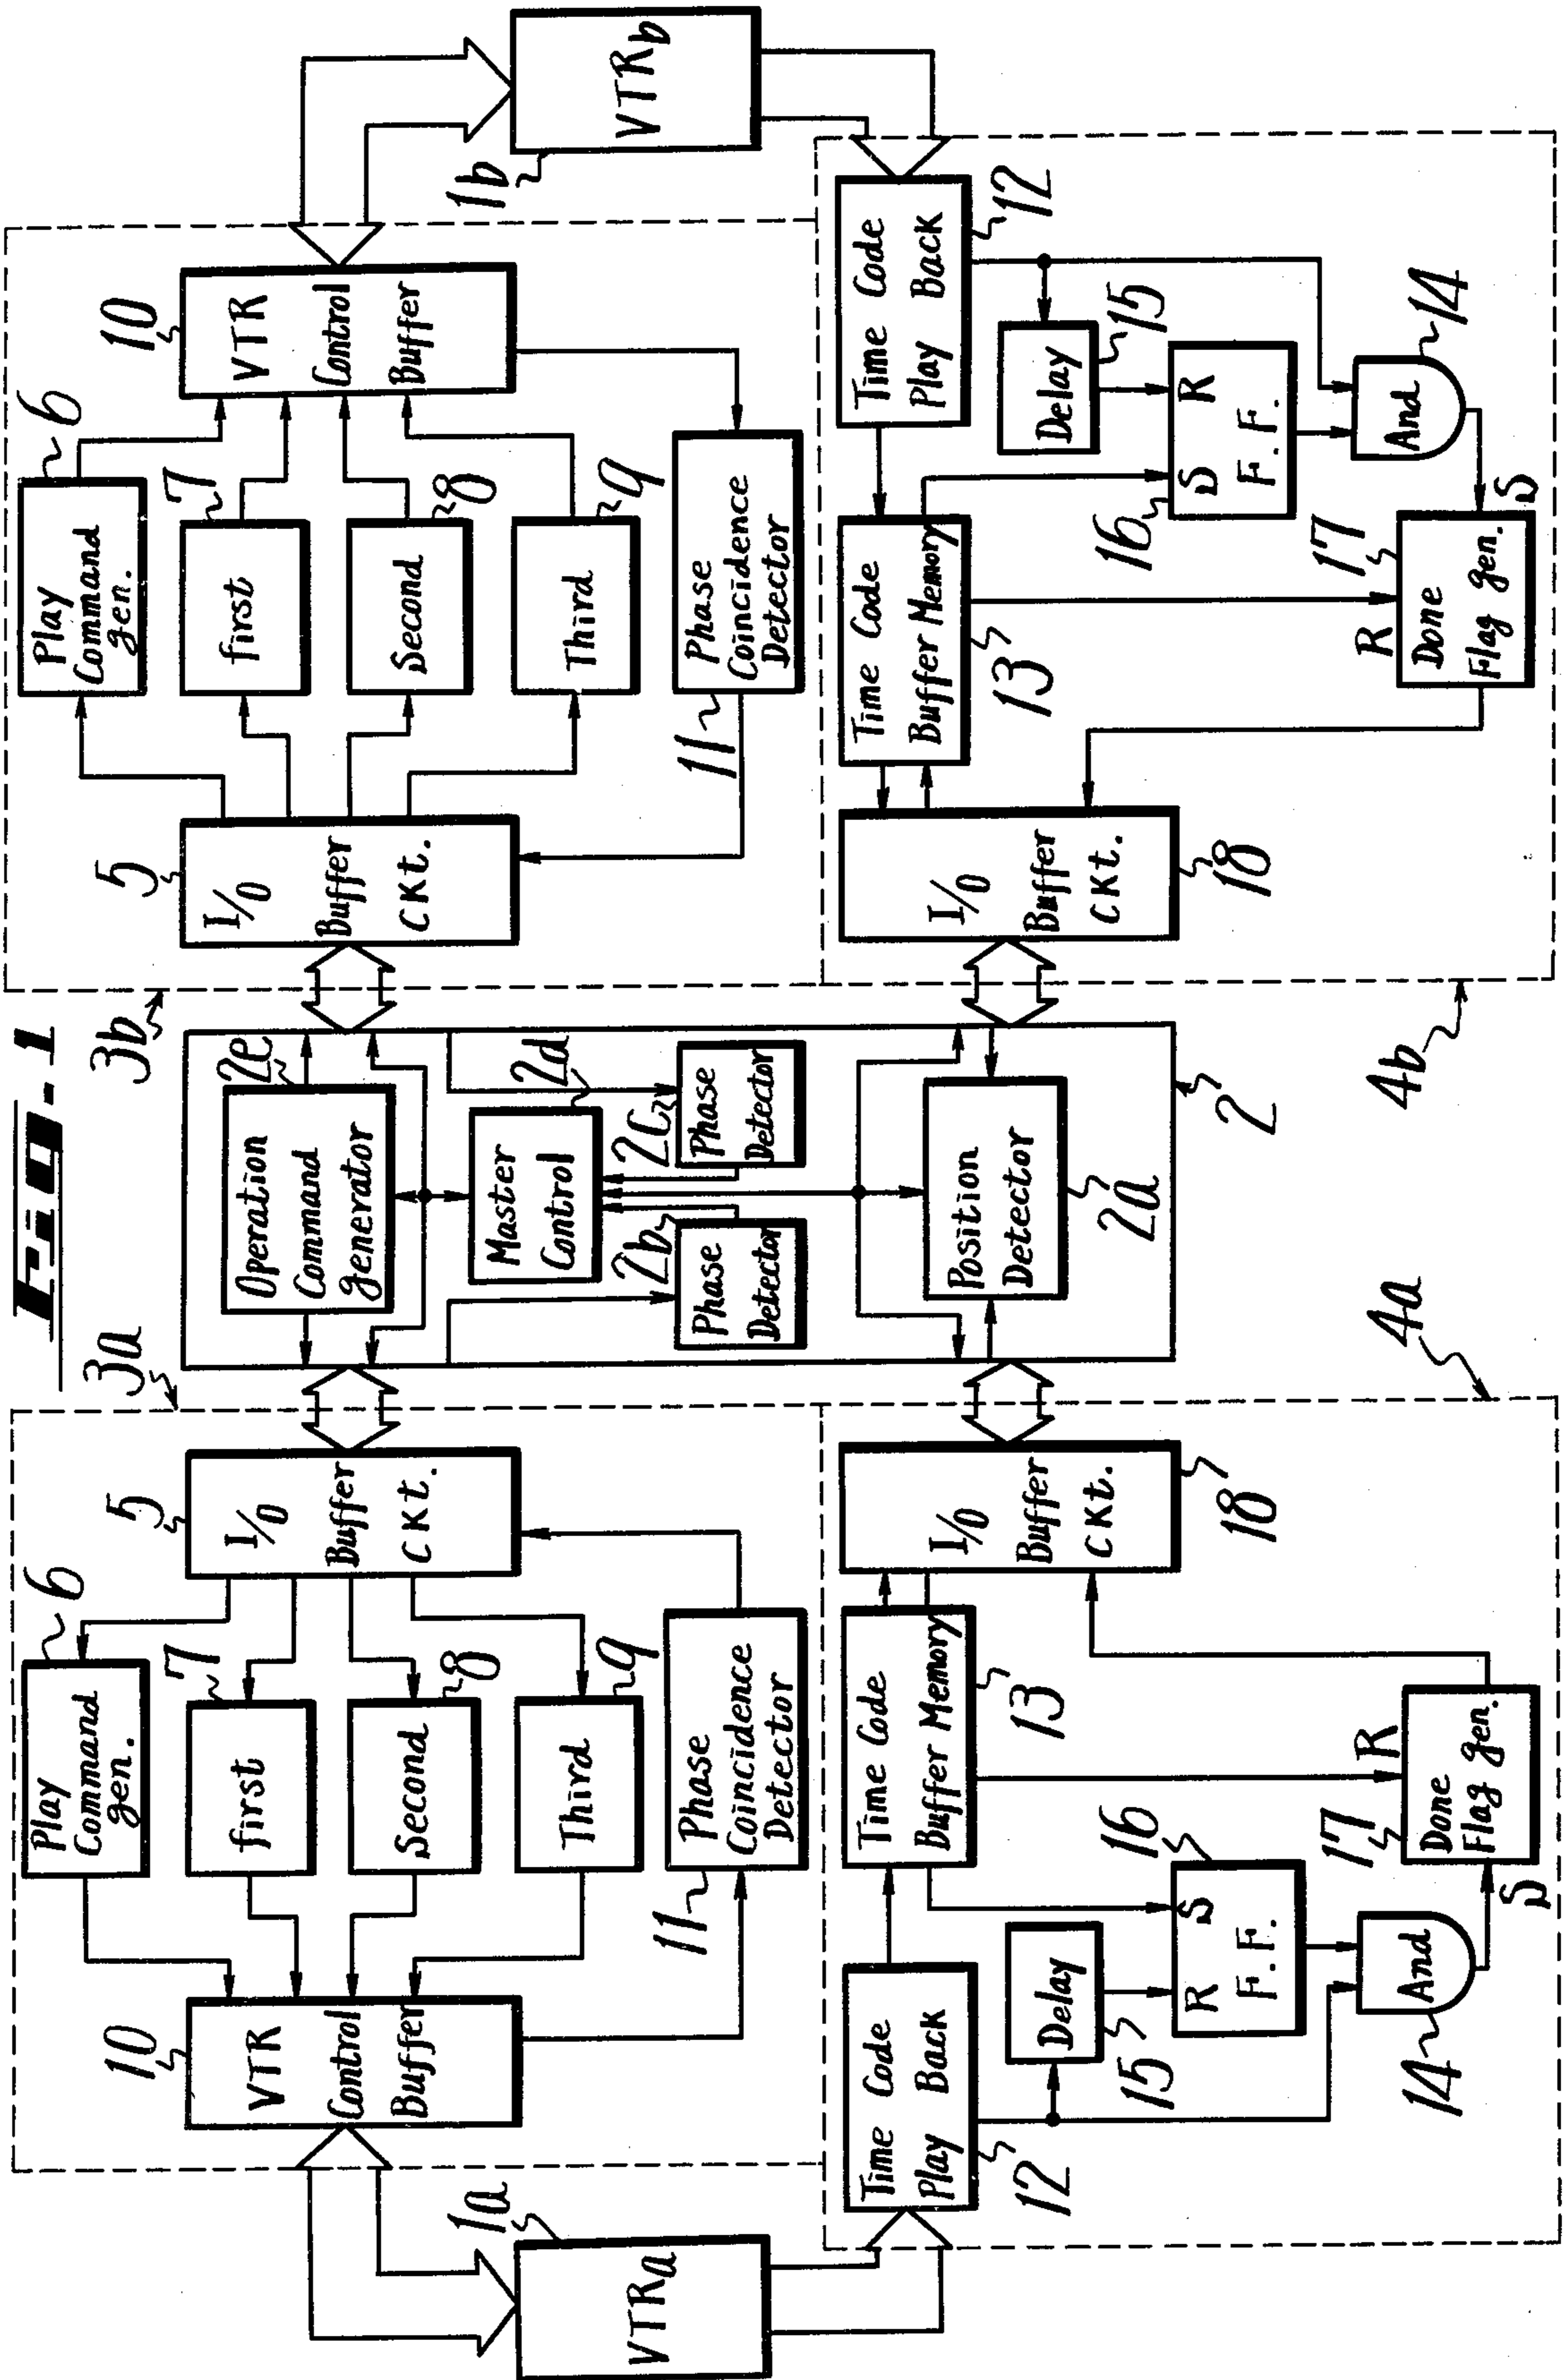 Fig-1
3a
3b
10
VTR
Control
Buffer
6
Play
Command
gen.
7
first
8
Second
9
Third
11
Phase
Coincidence
Detector
5
I/O
Buffer
CKt.
1a
VTRa
2e
Operation
Command
generator
2d
Master
Control
2b
Phase
Detector
2c
Phase
Detector
2a
Position
Detector
2
5
I/O
Buffer
CKt.
6
Play
Command
gen.
7
first
8
Second
9
Third
11
Phase
Coincidence
Detector
10
VTR
Control
Buffer
1b
VTRb
12
Time Code
Play Back
13
Time Code
Buffer Memory
18
I/O
Buffer
CKt.
15
Delay
16
R S
F.F.
14
And
17
R
S
Done
Flag gen.
4a
18
I/O
Buffer
CKt.
13
Time Code
Buffer Memory
12
Time Code
Play Back
15
Delay
16
S R
F.F.
14
And
17
R
S
Done
Flag gen.
4b